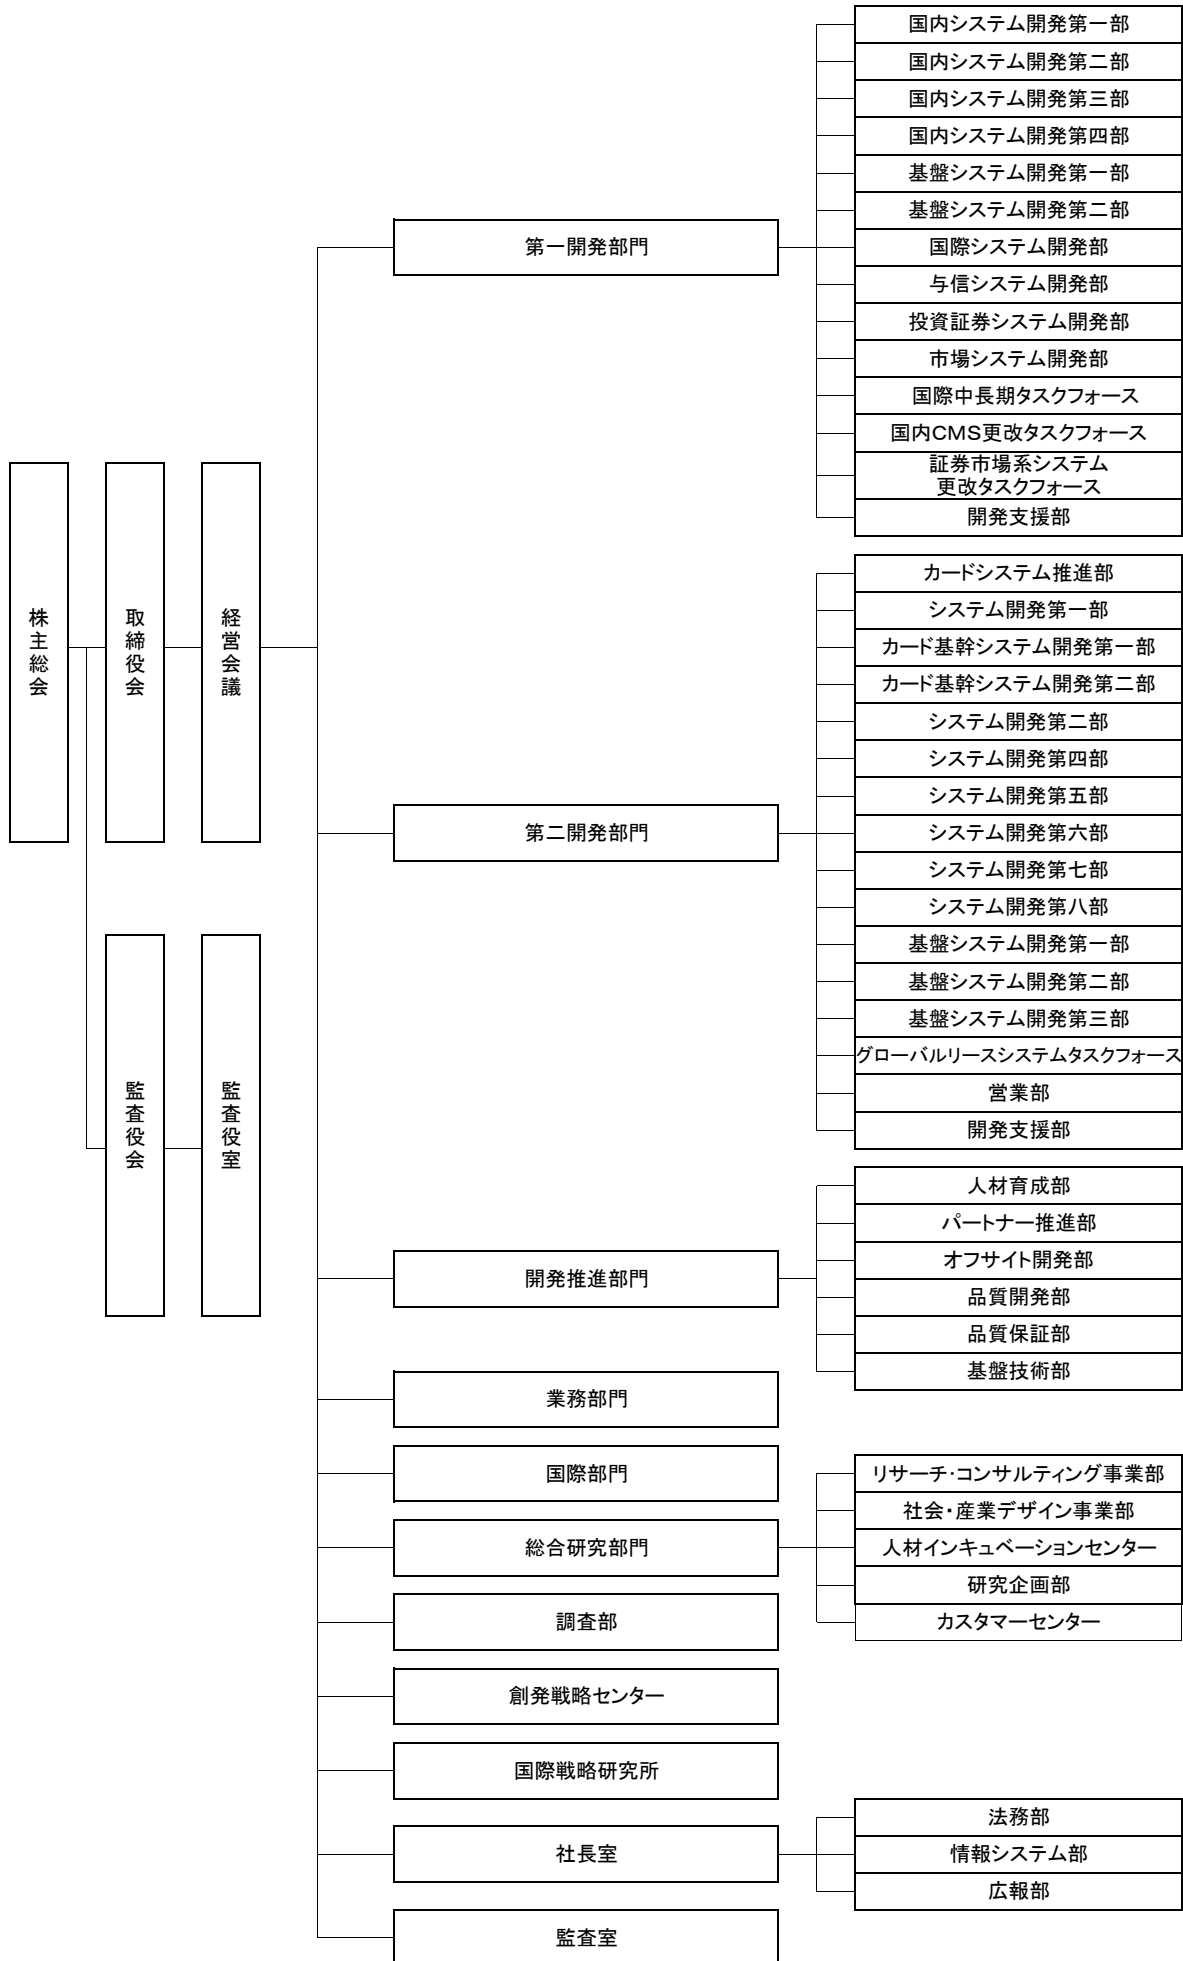 株主総会
取締役会
経営会議
監査役会
監査役室
第一開発部門
国内システム開発第一部
国内システム開発第二部
国内システム開発第三部
国内システム開発第四部
基盤システム開発第一部
基盤システム開発第二部
国際システム開発部
与信システム開発部
投資証券システム開発部
市場システム開発部
国際中長期タスクフォース
国内CMS更改タスクフォース
証券市場系システム
更改タスクフォース
開発支援部
第二開発部門
カードシステム推進部
システム開発第一部
カード基幹システム開発第一部
カード基幹システム開発第二部
システム開発第二部
システム開発第四部
システム開発第五部
システム開発第六部
システム開発第七部
システム開発第八部
基盤システム開発第一部
基盤システム開発第二部
基盤システム開発第三部
グローバルリースシステムタスクフォース
営業部
開発支援部
開発推進部門
人材育成部
パートナー推進部
オフサイト開発部
品質開発部
品質保証部
基盤技術部
業務部門
国際部門
総合研究部門
リサーチ・コンサルティング事業部
社会・産業デザイン事業部
人材インキュベーションセンター
研究企画部
カスタマーセンター
調査部
創発戦略センター
国際戦略研究所
社長室
法務部
情報システム部
広報部
監査室